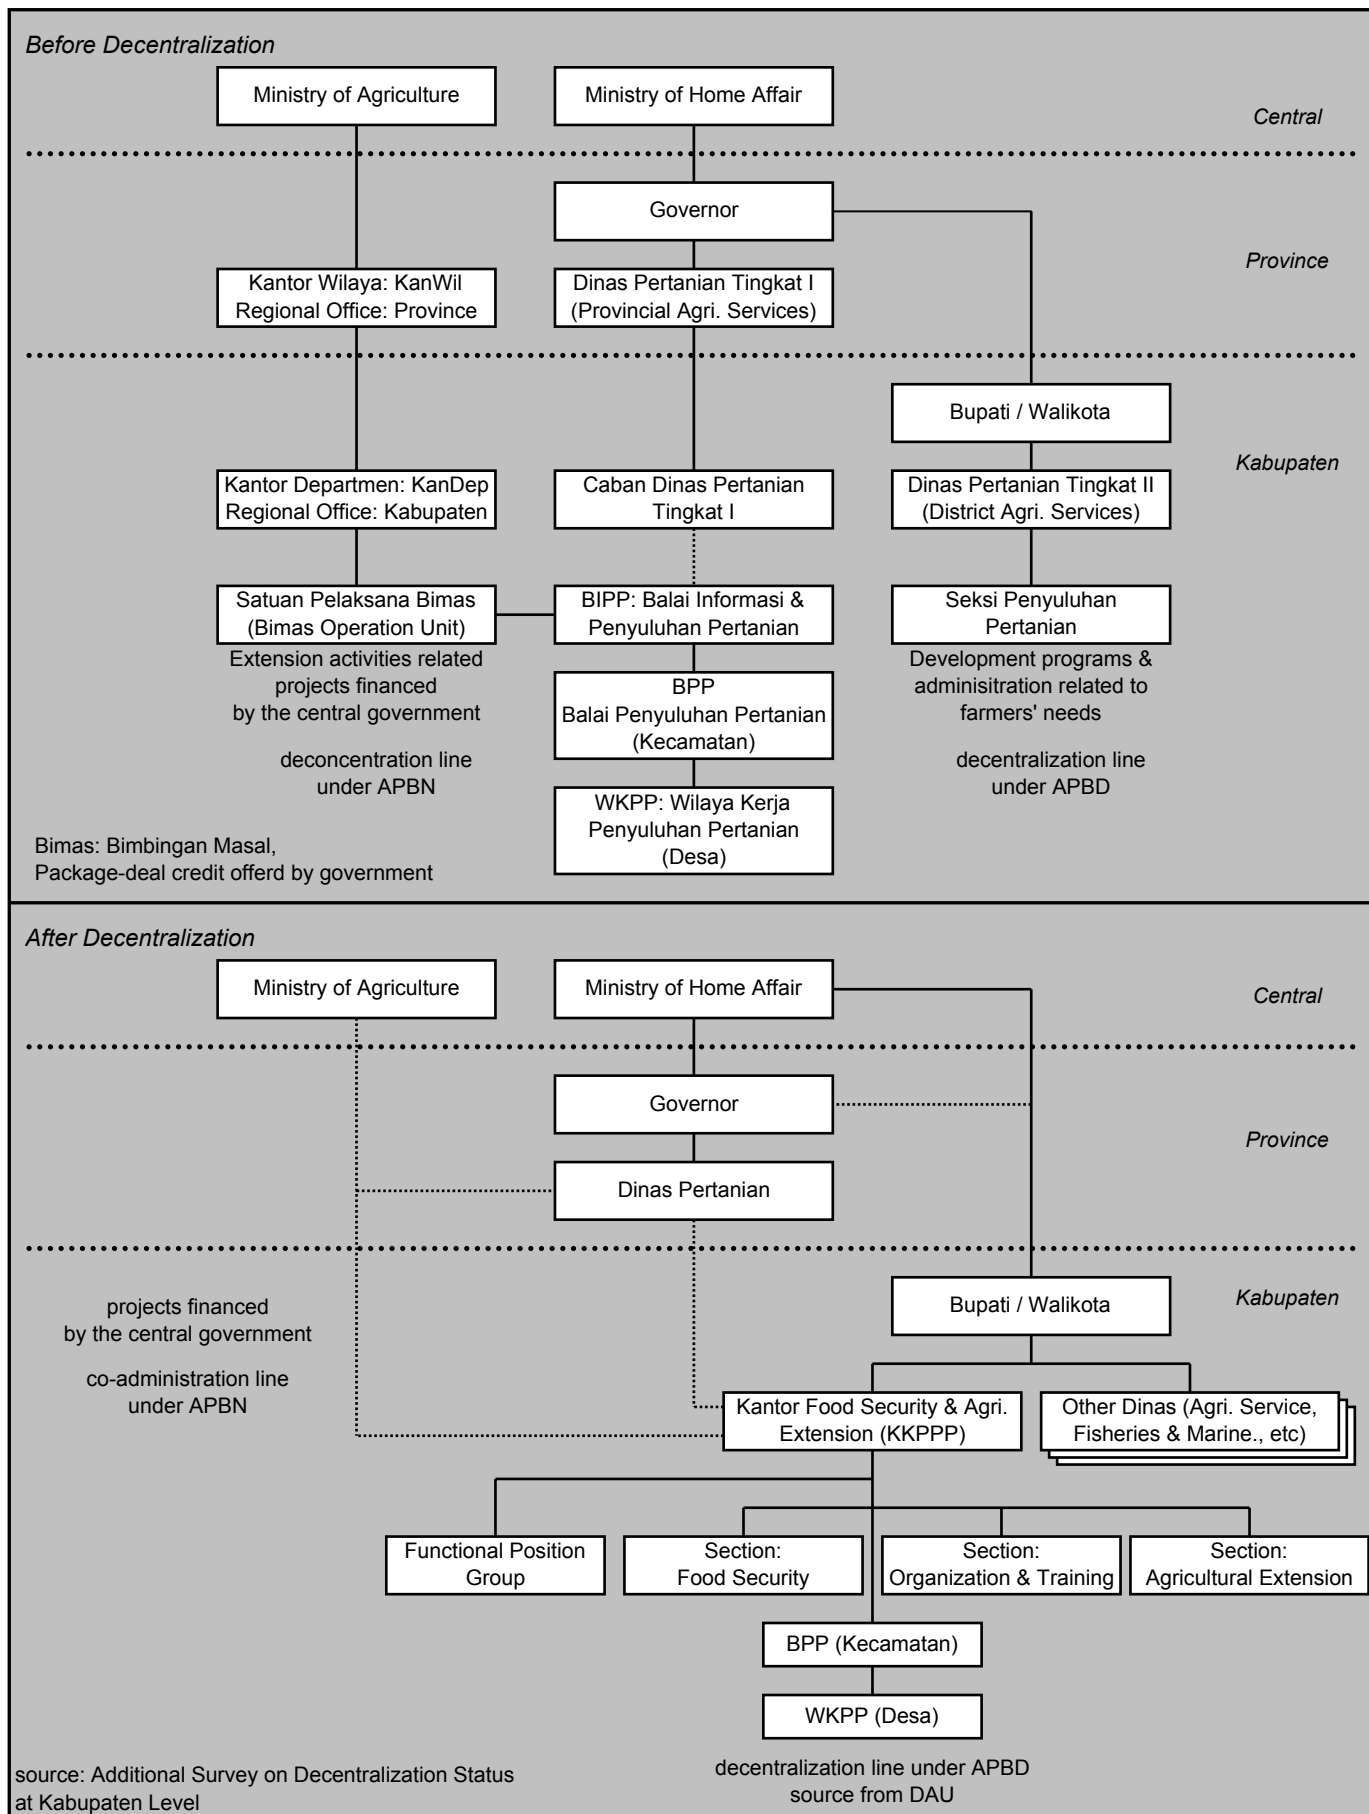 Before Decentralization
Ministry of Agriculture
Ministry of Home Affair
Central
Governor
Province
Kantor Wilaya: KanWil
Regional Office: Province
Dinas Pertanian Tingkat I
(Provincial Agri. Services)
Bupati / Walikota
Kabupaten
Kantor Departmen: KanDep
Regional Office: Kabupaten
Caban Dinas Pertanian
Tingkat I
Dinas Pertanian Tingkat II
(District Agri. Services)
Satuan Pelaksana Bimas
(Bimas Operation Unit)
BIPP: Balai Informasi &
Penyuluhan Pertanian
Seksi Penyuluhan
Pertanian
Extension activities related
projects financed
by the central government
BPP
Balai Penyuluhan Pertanian
(Kecamatan)
Development programs &
adminisitration related to
farmers' needs
deconcentration line
under APBN
decentralization line
under APBD
WKPP: Wilaya Kerja
Penyuluhan Pertanian
(Desa)
Bimas: Bimbingan Masal,
Package-deal credit offerd by government
After Decentralization
Ministry of Agriculture
Ministry of Home Affair
Central
Governor
Province
Dinas Pertanian
Bupati / Walikota
Kabupaten
projects financed
by the central government
co-administration line
under APBN
Kantor Food Security & Agri.
Extension (KKPPP)
Other Dinas (Agri. Service,
Fisheries & Marine., etc)
Functional Position
Group
Section:
Food Security
Section:
Organization & Training
Section:
Agricultural Extension
BPP (Kecamatan)
WKPP (Desa)
decentralization line under APBD
source from DAU
source: Additional Survey on Decentralization Status
at Kabupaten Level